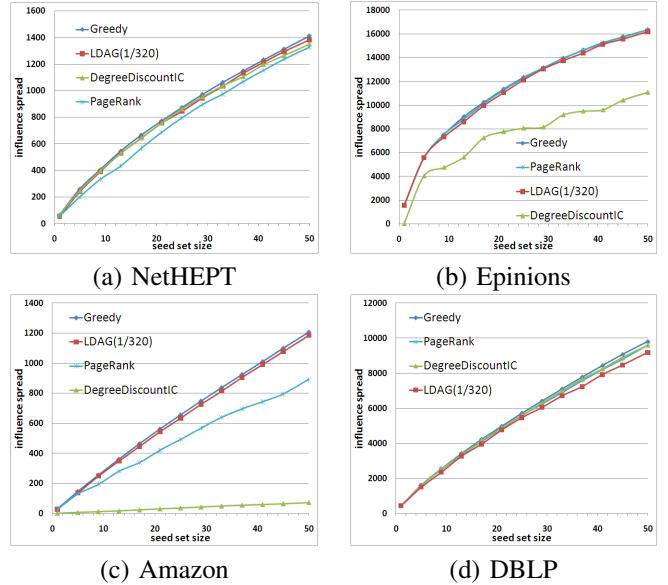 1600
1400
1200
1000
800
600
400
200
0
influence spread
Greedy
LDAG(1/320)
DegreeDiscountIC
PageRank
0 10 20 30 40 50
seed set size
(a) NetHEPT
18000
16000
14000
12000
10000
8000
6000
4000
2000
0
influence spread
Greedy
PageRank
LDAG(1/320)
DegreeDiscountIC
0 10 20 30 40 50
seed set size
(b) Epinions
1400
1200
1000
800
600
400
200
0
influence spread
Greedy
LDAG(1/320)
PageRank
DegreeDiscountIC
0 10 20 30 40 50
seed set size
(c) Amazon
12000
10000
8000
6000
4000
2000
0
influence spread
Greedy
PageRank
DegreeDiscountIC
LDAG(1/320)
0 10 20 30 40 50
seed set size
(d) DBLP